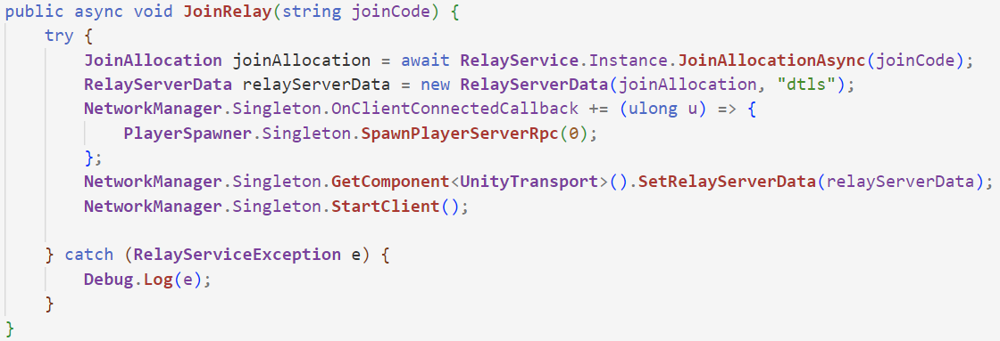 public async void JoinRelay(string joinCode) {
    try {
        JoinAllocation joinAllocation = await RelayService.Instance.JoinAllocationAsync(joinCode);
        RelayServerData relayServerData = new RelayServerData(joinAllocation, "dtls");
        NetworkManager.Singleton.OnClientConnectedCallback += (ulong u) => {
            PlayerSpawner.Singleton.SpawnPlayerServerRpc(0);
        };
        NetworkManager.Singleton.GetComponent<UnityTransport>().SetRelayServerData(relayServerData);
        NetworkManager.Singleton.StartClient();

    } catch (RelayServiceException e) {
        Debug.Log(e);
    }
}